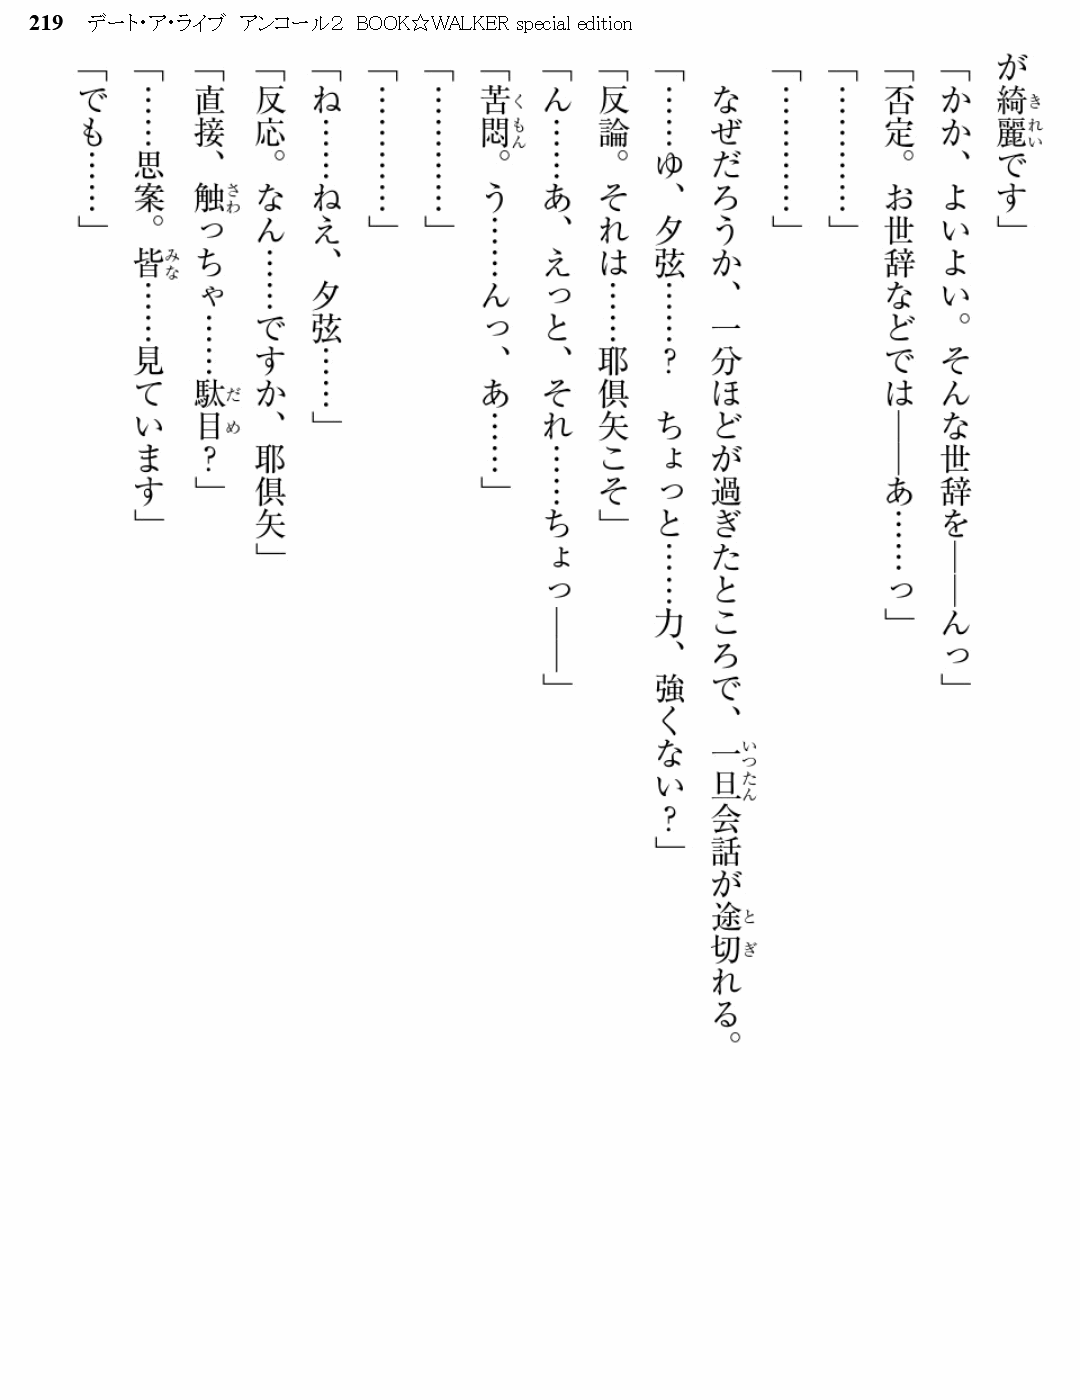 219 デート・ア・ライブ アンコール2 BOOK☆WALKER special edition
が綺麗です」
「かか、よいよい。そんな世辞を――んっ」
「否定。お世辞などでは――あ……っ」
「…………」
「…………」
　なぜだろうか、一分ほどが過ぎたところで、一旦会話が途切れる。
「……ゆ、夕弦……?　ちょっと……力、強くない?」
「反論。それは……耶倶矢こそ」
「ん……あ、えっと、それ……ちょっ――」
「苦悶。う……んっ、あ……」
「…………」
「…………」
「ね……ねえ、夕弦……」
「反応。なん……ですか、耶倶矢」
「直接、触っちゃ……駄目?」
「……思案。皆……見ています」
「でも……」